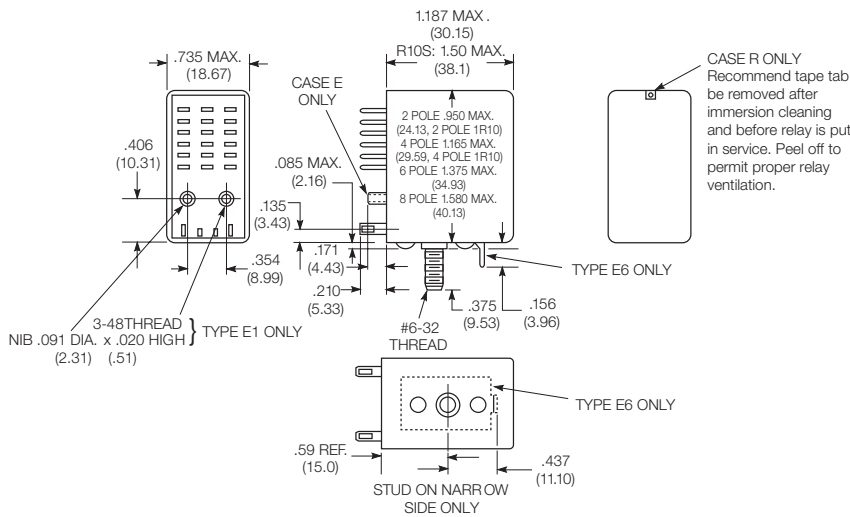 1.187 MAX.
(30.15)
R10S: 1.50 MAX.
(38.1)
.735 MAX.
(18.67)
CASE E
ONLY
CASE R ONLY
Recommend tape tab
be removed after
immersion cleaning
and before relay is put
in service. Peel off to
permit proper relay
ventilation.
2 POLE .950 MAX.
(24.13, 2 POLE 1R10)
4 POLE 1.165 MAX.
(29.59, 4 POLE 1R10)
6 POLE 1.375 MAX.
(34.93)
8 POLE 1.580 MAX.
(40.13)
.406
(10.31)
.085 MAX.
(2.16)
.135
(3.43)
.171
(4.43)
.210
(5.33)
.354
(8.99)
TYPE E6 ONLY
.375
(9.53)
.156
(3.96)
#6-32
THREAD
3-48THREAD
NIB .091 DIA. x .020 HIGH } TYPE E1 ONLY
(2.31) (.51)
TYPE E6 ONLY
.59 REF.
(15.0)
.437
(11.10)
STUD ON NARROW
SIDE ONLY